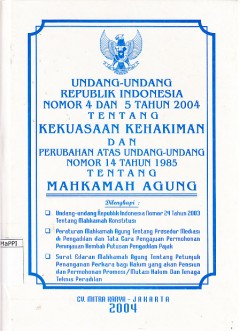 UNDANG-UNDANG
REPUBLIK INDONESIA
NOMOR 4 DAN 5 TAHUN 2004
TENTANG
KEKUASAAN KEHAKIMAN
DAN
PERUBAHAN ATAS UNDANG-UNDANG
NOMOR 14 TAHUN 1985
TENTANG
MAHKAMAH AGUNG
Dilengkapi :
Undang-undang Republik Indonesia Nomor 24 Tahun 2003
Tentang Mahkamah Konstitusi
Peraturan Mahkamah Agung Tentang Prosedur Mediasi
di Pengadilan dan Tata Cara Pengajuan Permohonan
Peninjauan Kembali Putusan Pengadilan Pajak
Surat Edaran Mahkamah Agung Tentang Petunjuk
Penanganan Perkara bagi Hakim yang akan Pensiun
dan Permohonan Promosi / Mutasi Hakim Dan Tenaga
Teknis Peradilan
CV. MITRA KARYA - JAKARTA
2004
MaPPI